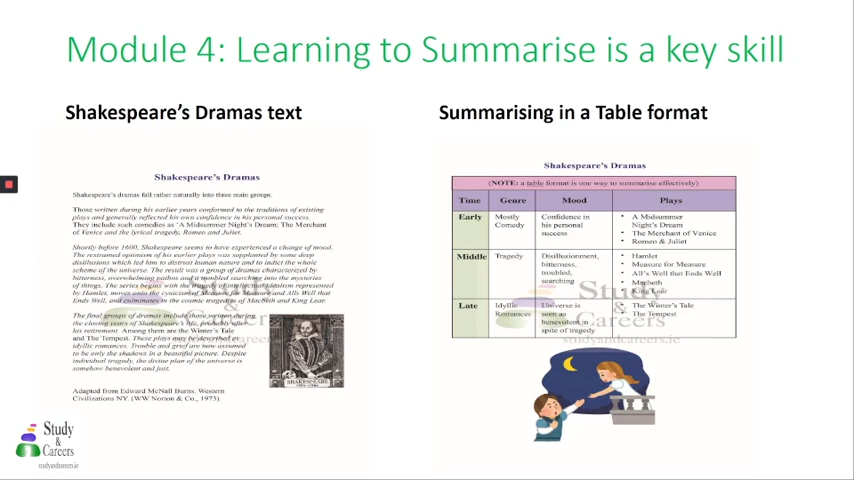 Module 4: Learning to Summarise is a key skill
Shakespeare's Dramas text
Shakespeare's Dramas
Shakespeare's dramas fall rather naturally into three main groups.
Those written during his earlier years conformed to the traditions of existing
plays and generally reflected his own confidence in his personal success.
They include such comedies as 'A Midsummer Night's Dream; The Merchant
of Venice and the lyrical tragedy, Romeo and Juliet.
Shortly before 1600, Shakespeare seems to have experienced a change of mood.
The restrained optimism of his earlier plays was supplanted by some deep
disillusions which led him to distrust human nature and to indict the whole
scheme of the universe. The result was a group of dramas characterized by
bitterness, overwhelming pathos and a troubled searching into the mysteries
of things. The series begins with the tragedy of intellectual idealism represented
by Hamlet, moves onto the cynicism of Measure for Measure and Alls Well that
Ends Well, and culminates in the cosmic tragedies of MacBeth and King Lear.
The final groups of dramas include those written during
the closing years of Shakespeare's life, probably after
his retirement. Among them are the Winter's Tale
and The Tempest. These plays may be described as
idyllic romances. Trouble and grief are now assumed
to be only the shadows in a beautiful picture. Despite
individual tragedy, the divine plan of the universe is
somehow benevolent and just.
Adapted from Edward McNall Burns. Western
Civilizations NY. (WW Norton & Co., 1973).
SHAKESPEARE
Summarising in a Table format
Shakespeare's Dramas
(NOTE: a table format is one way to summarise effectively)
Time Genre Mood Plays
Early
Mostly
Comedy
Confidence in
his personal
success
• A Midsummer
Night's Dream
• The Merchant of Venice
• Romeo & Juliet
Middle
Tragedy
Disillusionment,
bitterness,
troubled,
searching
• Hamlet
• Measure for Measure
• All's Well that Ends Well
• Macbeth
• King Lear
Late
Idyllic
Romances
Universe is
seen as
benevolent in
spite of tragedy
• The Winter's Tale
• The Tempest
Study
&
Careers
studyandcareers.ie
Study
&
Careers
studyandcareers.ie